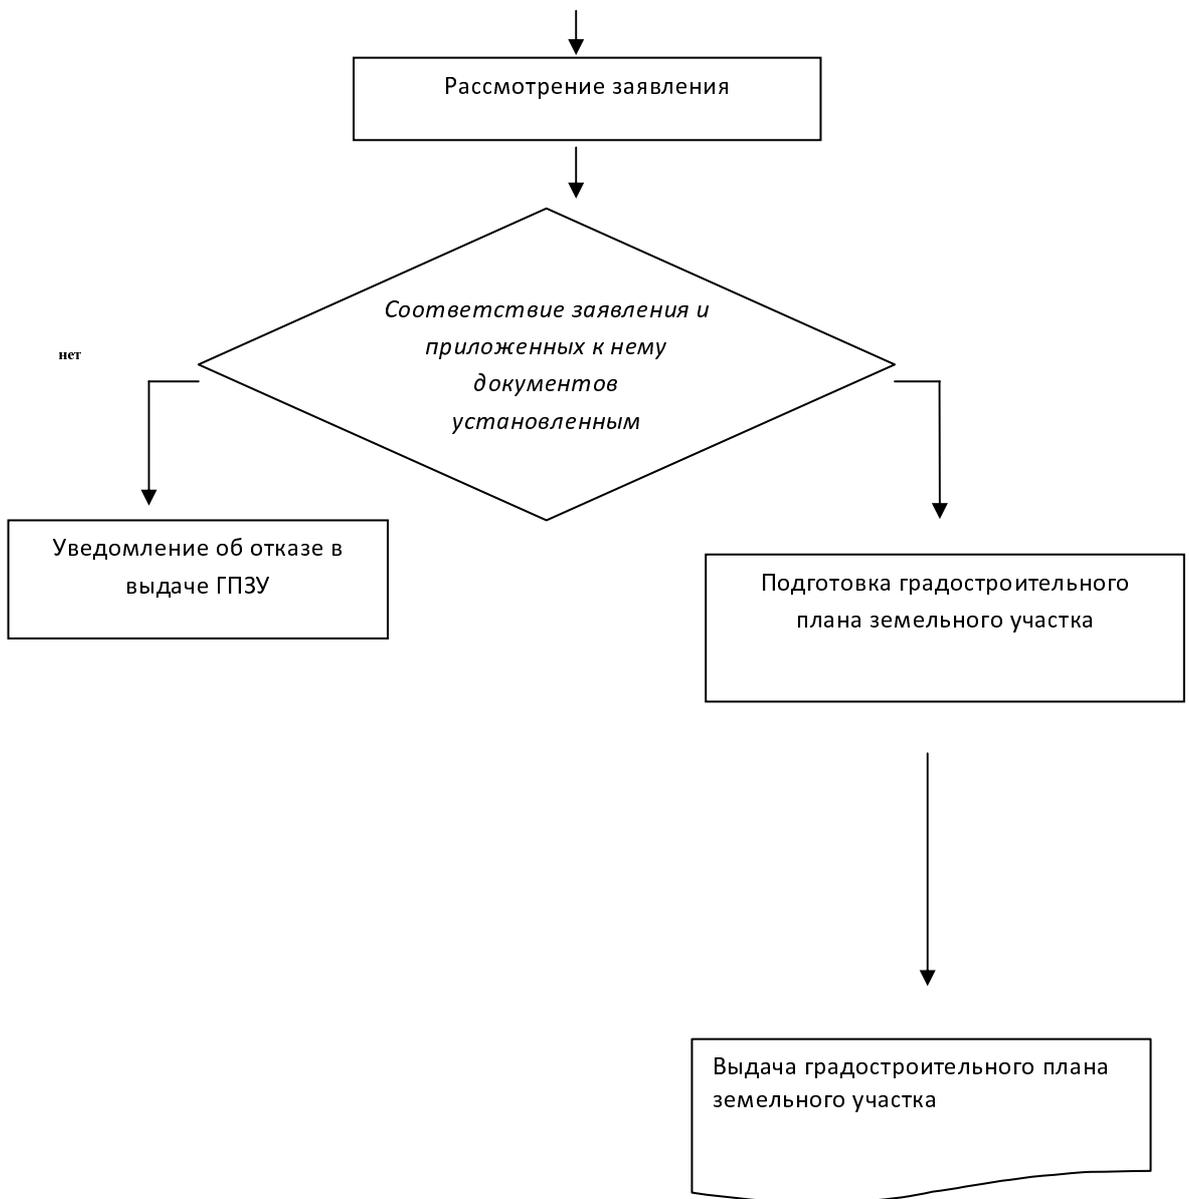 Рассмотрение заявления
Соответствие заявления и
приложенных к нему
документов
установленным
нет
Уведомление об отказе в
выдаче ГПЗУ
Подготовка градостроительного
плана земельного участка
Выдача градостроительного плана
земельного участка